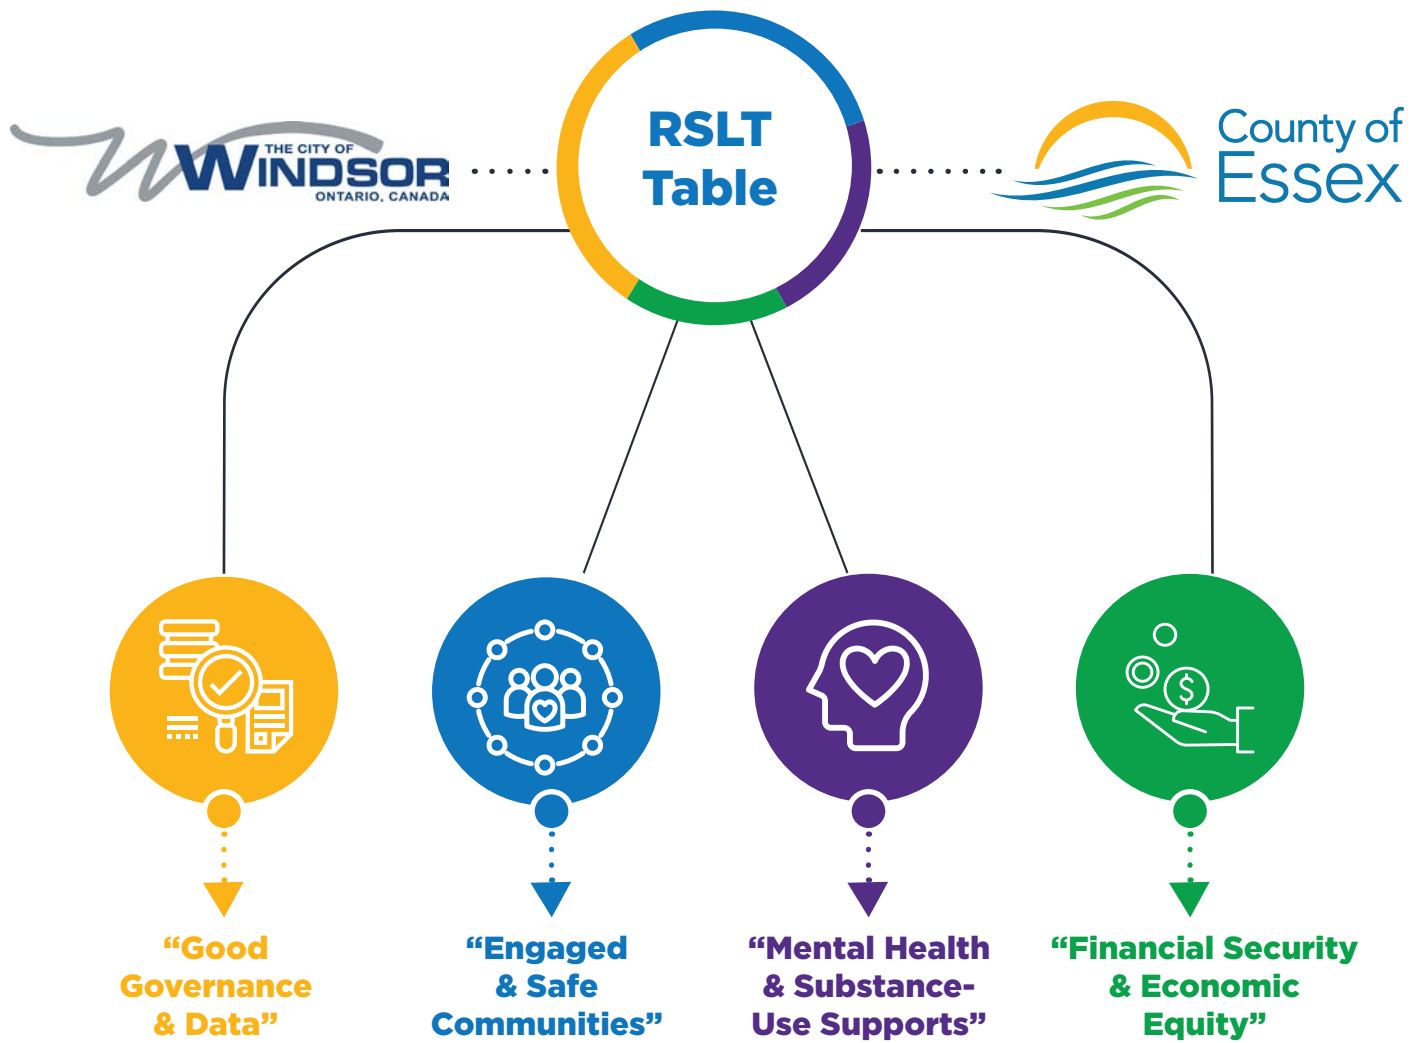 RSLT
Table
THE CITY OF
WINDSOR
ONTARIO, CANADA
County of
Essex
$
“Good
Governance
& Data”
“Engaged
& Safe
Communities”
“Mental Health
& Substance-
Use Supports”
“Financial Security
& Economic
Equity”